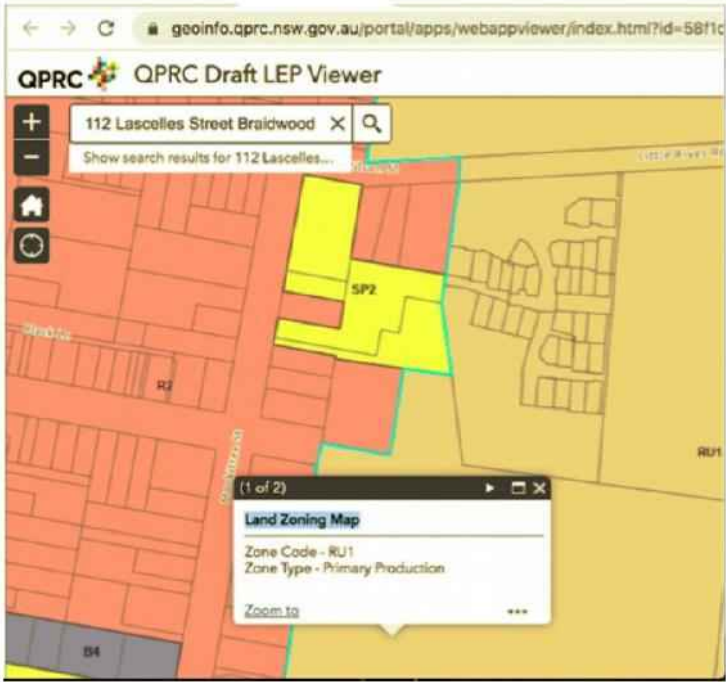 geoinfo.qprc.nsw.gov.au/portal/apps/webappviewer/index.html?id=58f1c
QPRC QPRC Draft LEP Viewer
+
112 Lascelles Street Braidwood
−
Show search results for 112 Lascelles...
Little River
SP2
R2
RU1
(1 of 2)
Land Zoning Map
Zone Code - RU1
Zone Type - Primary Production
Zoom to
...
B4